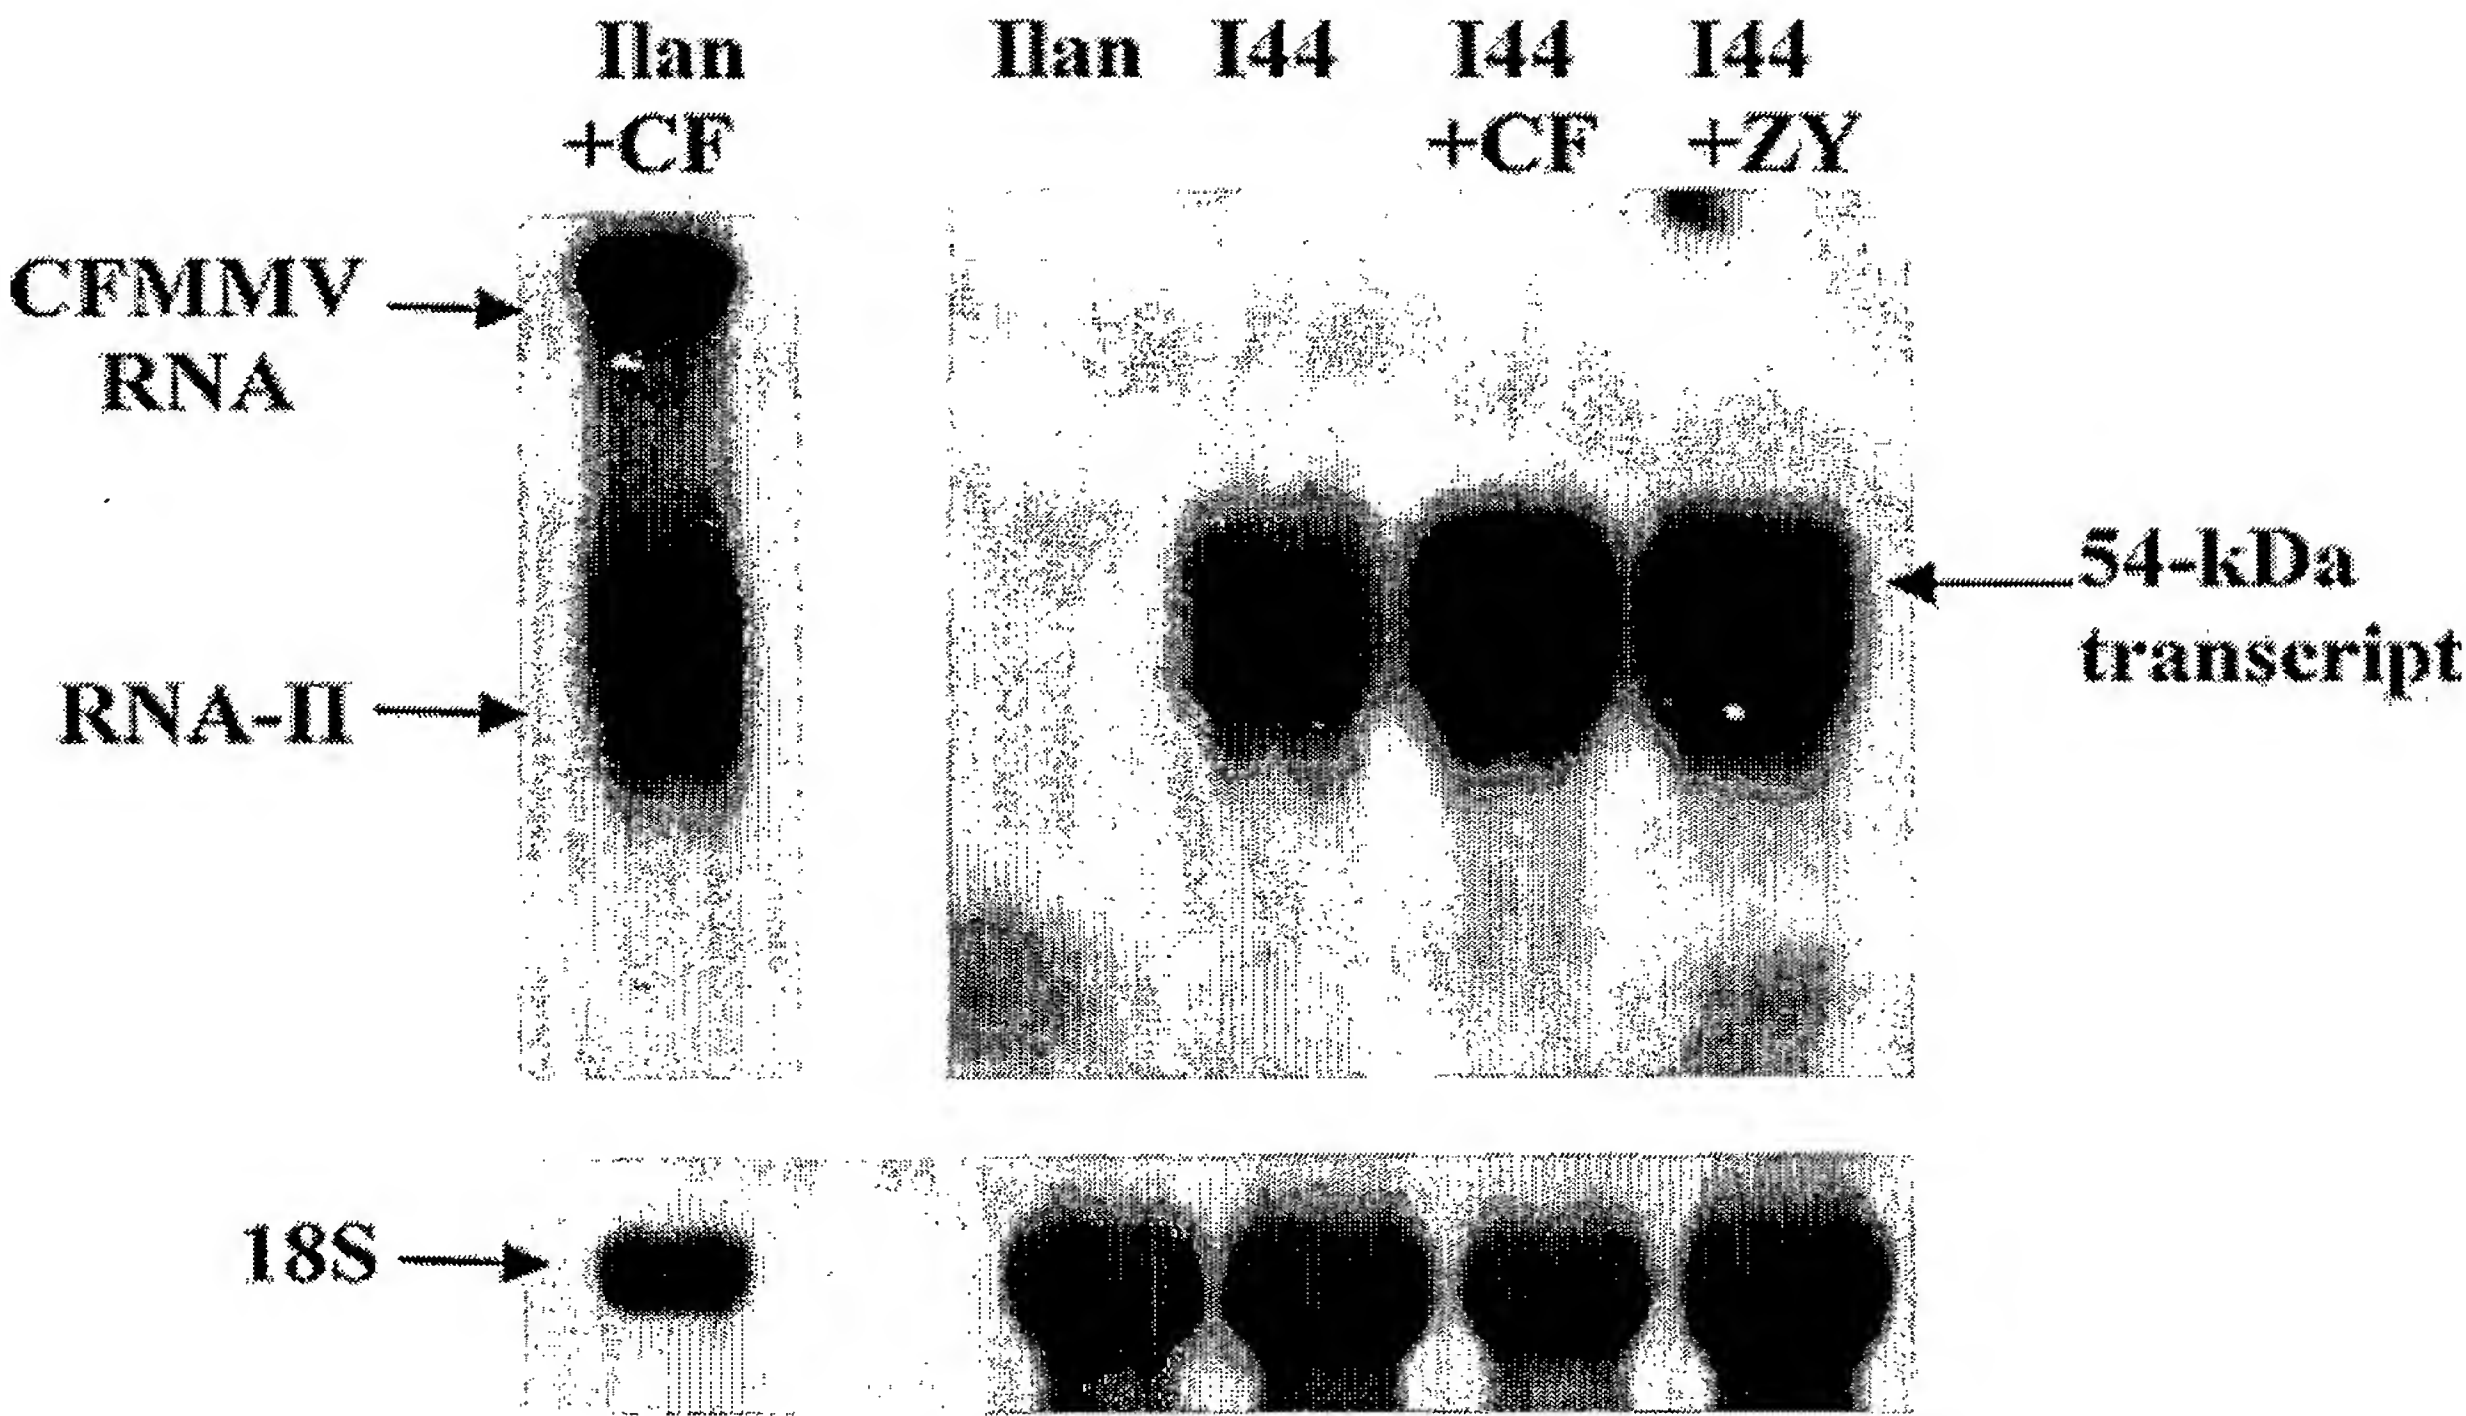 Ilan Ilan I44 I44 I44
+CF +CF +ZY
CFMMV
RNA
54-kDa
transcript
RNA-II
18S